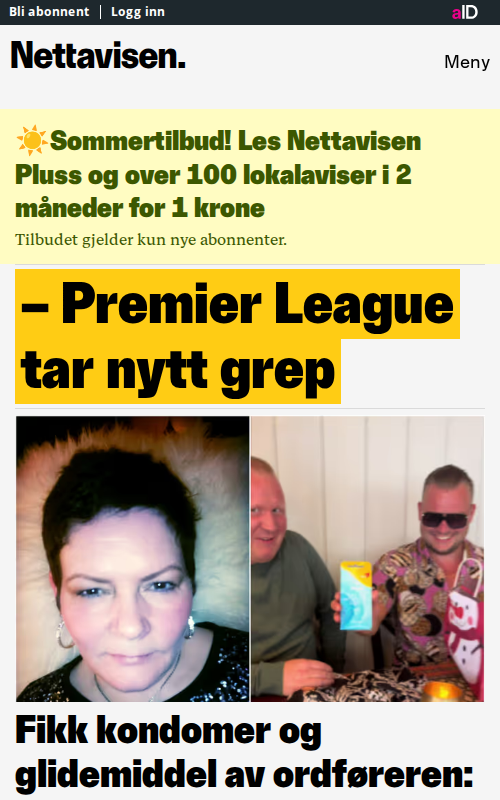 Bli abonnent
Logg inn
aID
Nettavisen.
Meny
Sommertilbud! Les Nettavisen
Pluss og over 100 lokalaviser i 2
måneder for 1 krone
Tilbudet gjelder kun nye abonnenter.
– Premier League
tar nytt grep
Fikk kondomer og
glidemiddel av ordføreren: